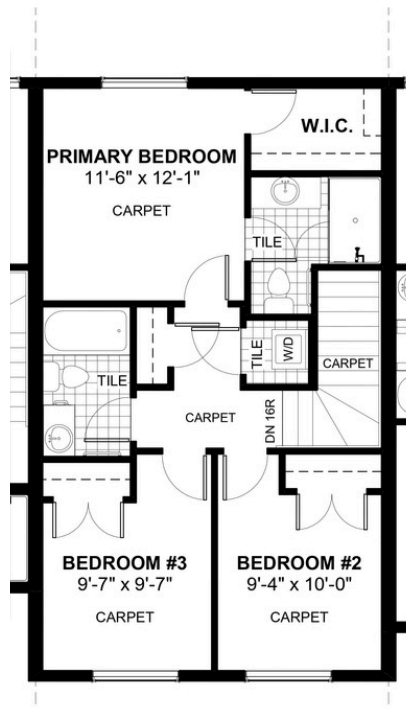 W.I.C.
PRIMARY BEDROOM
11'-6" x 12'-1"
CARPET
TILE
TILE
W/D
CARPET
TILE
CARPET
DN 16R
BEDROOM #3
9'-7" x 9'-7"
CARPET
BEDROOM #2
9'-4" x 10'-0"
CARPET